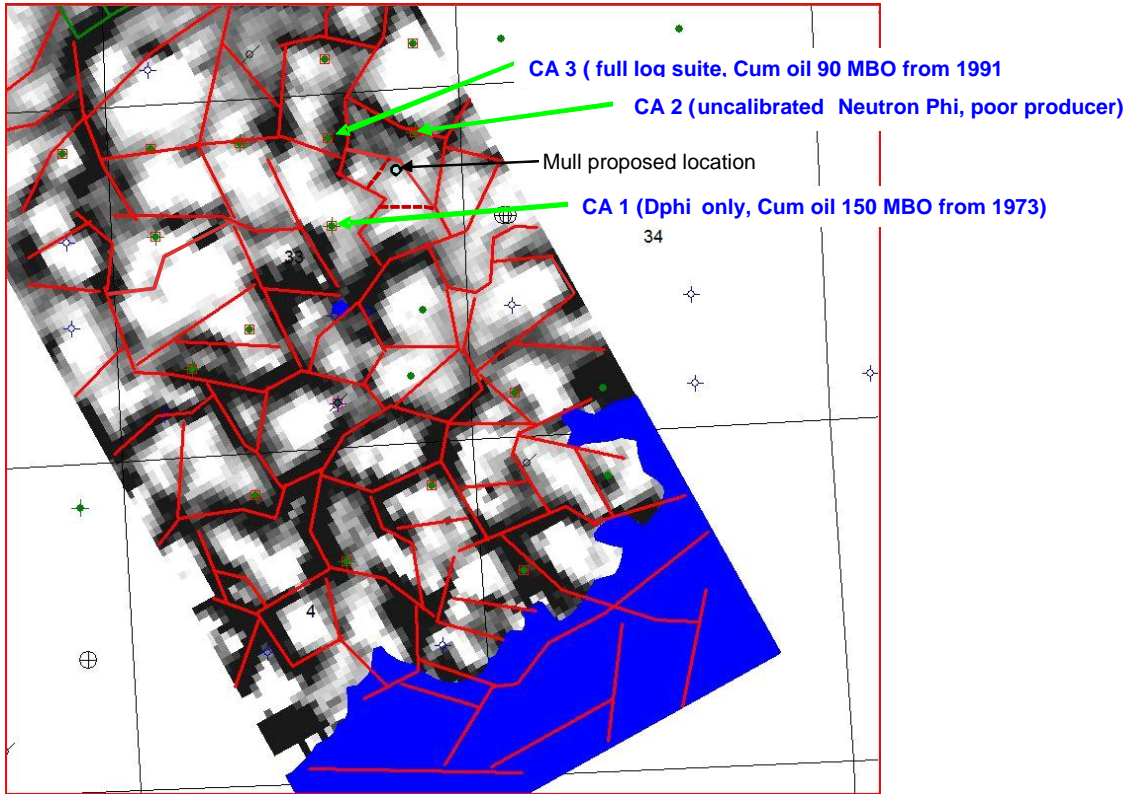 CA 3 ( full log suite, Cum oil 90 MBO from 1991
CA 2 (uncalibrated Neutron Phi, poor producer)
Mull proposed location
CA 1 (Dphi only, Cum oil 150 MBO from 1973)
34
33
4